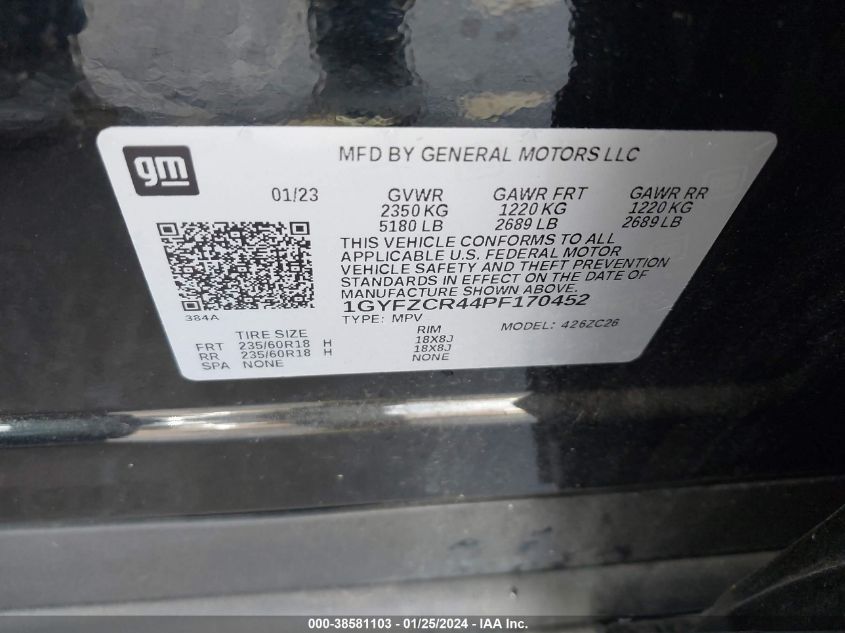 gm
MFD BY GENERAL MOTORS LLC
01/23 GVWR GAWR FRT GAWR RR
2350 KG 1220 KG 1220 KG
5180 LB 2689 LB 2689 LB
THIS VEHICLE CONFORMS TO ALL
APPLICABLE U.S. FEDERAL MOTOR
VEHICLE SAFETY AND THEFT PREVENTION
STANDARDS IN EFFECT ON THE DATE OF
MANUFACTURE SHOWN ABOVE.
384A 1GYFZCR44PF170452
TYPE: MPV MODEL: 426ZC26
TIRE SIZE RIM
FRT 235/60R18 H 18X8J
RR 235/60R18 H 18X8J
SPA NONE NONE
000-38581103 - 01/25/2024 - IAA Inc.